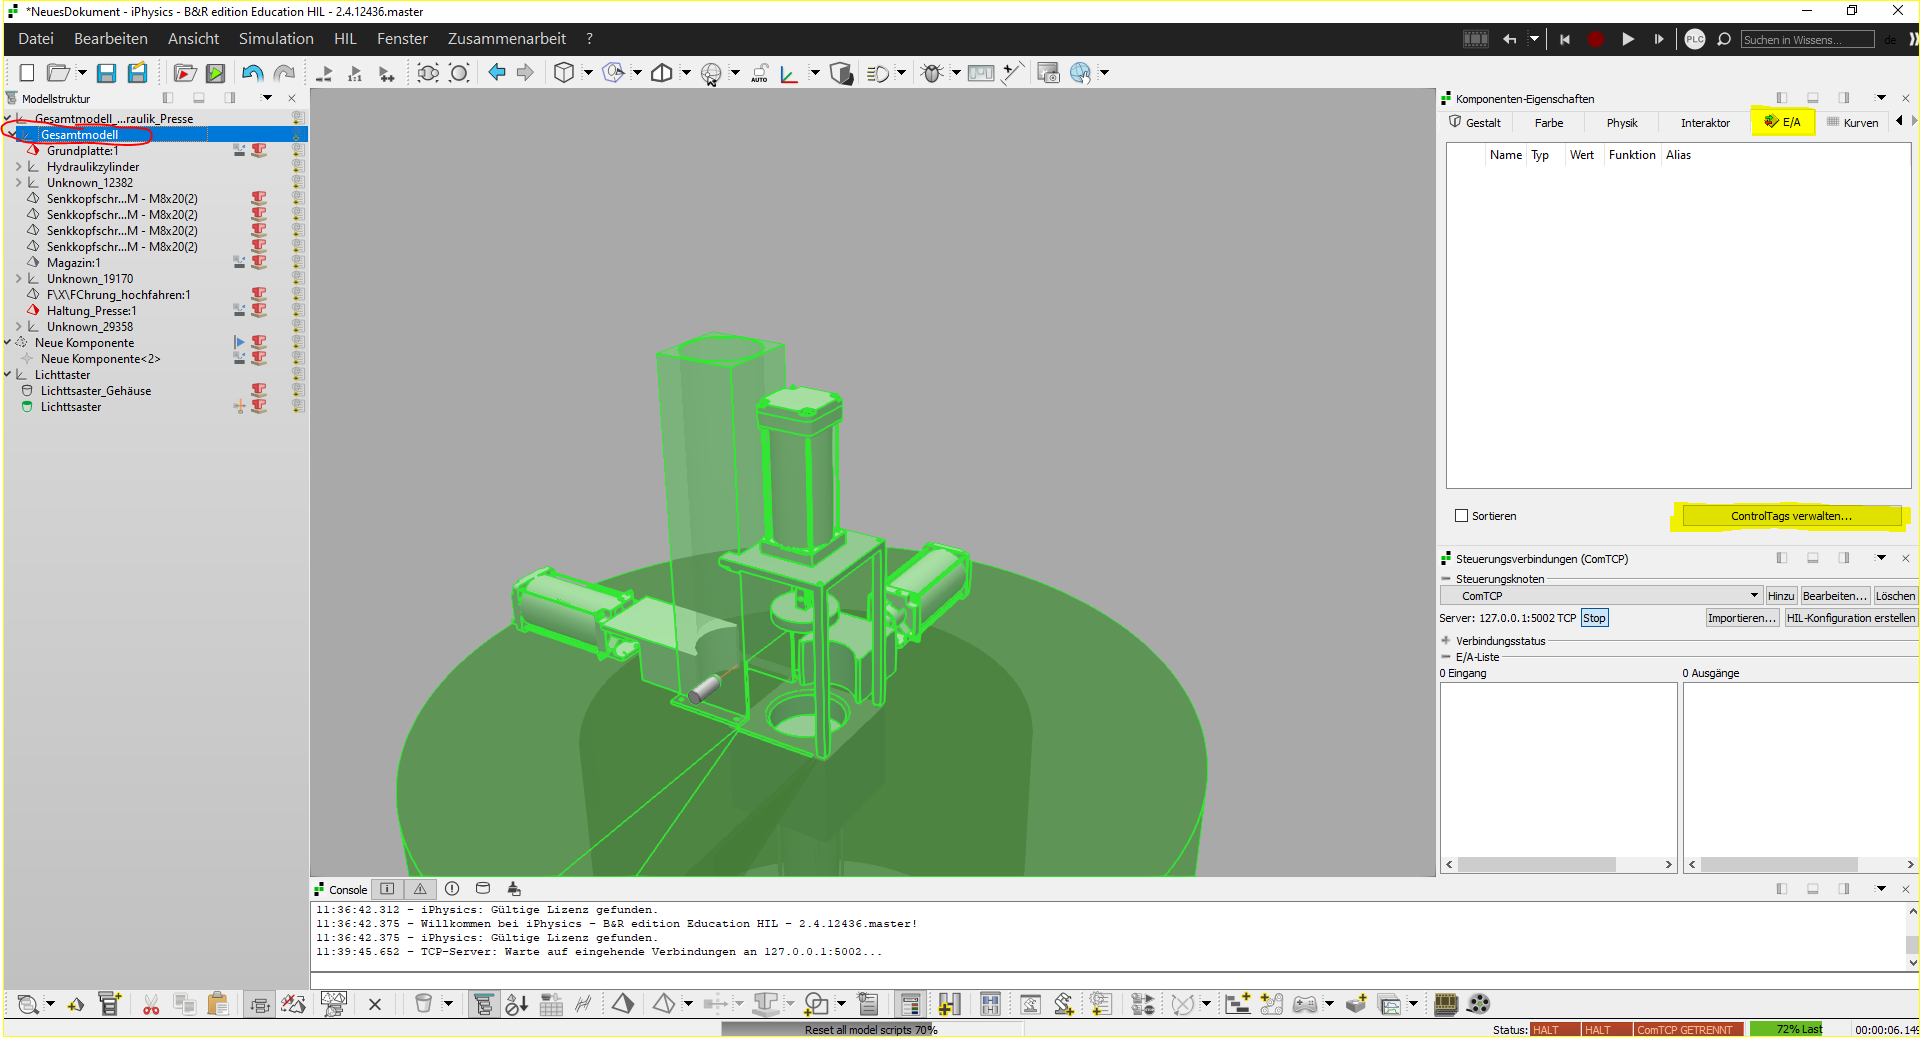 *NeuesDokument - iPhysics - B&R edition Education HIL - 2.4.12436.master
Datei Bearbeiten Ansicht Simulation HIL Fenster Zusammenarbeit ?
PLC Suchen in Wissens... de
1:1 AUTO
Modellstruktur
Gesamtmodell_...raulik_Presse
Gesamtmodell
Grundplatte:1
Hydraulikzylinder
Unknown_12382
Senkkopfschr...M - M8x20(2)
Senkkopfschr...M - M8x20(2)
Senkkopfschr...M - M8x20(2)
Senkkopfschr...M - M8x20(2)
Magazin:1
Unknown_19170
F\X\FChrung_hochfahren:1
Haltung_Presse:1
Unknown_29358
Neue Komponente
Neue Komponente<2>
Lichttaster
Lichttsaster_Gehäuse
Lichttsaster
Komponenten-Eigenschaften
Gestalt Farbe Physik Interaktor E/A Kurven
Name Typ Wert Funktion Alias
Sortieren ControlTags verwalten...
Steuerungsverbindungen (ComTCP)
Steuerungsknoten
ComTCP Hinzu Bearbeiten... Löschen
Server: 127.0.0.1:5002 TCP Stop Importieren... HIL-Konfiguration erstellen
Verbindungsstatus
E/A-Liste
0 Eingang 0 Ausgänge
Console
11:36:42.312 - iPhysics: Gültige Lizenz gefunden.
11:36:42.375 - Willkommen bei iPhysics - B&R edition Education HIL - 2.4.12436.master!
11:36:42.375 - iPhysics: Gültige Lizenz gefunden.
11:39:45.652 - TCP-Server: Warte auf eingehende Verbindungen an 127.0.0.1:5002...
Reset all model scripts 70% Status: HALT HALT ComTCP GETRENNT 72% Last 00:00:06.149